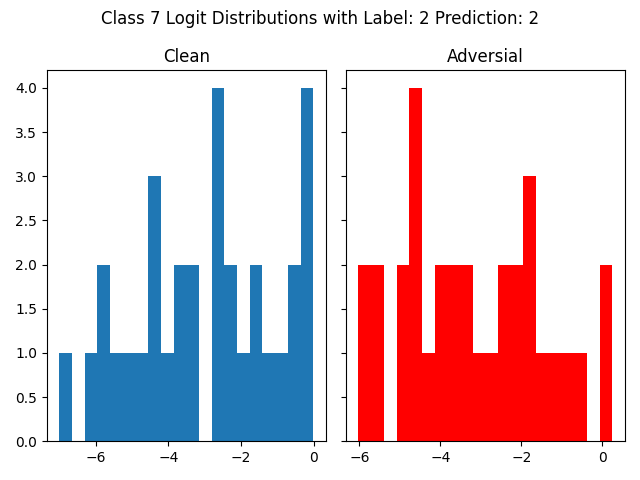 Class 7 Logit Distributions with Label: 2 Prediction: 2
Clean
Adversial
4.0
3.5
3.0
2.5
2.0
1.5
1.0
0.5
0.0
−6 −4 −2 0
−6 −4 −2 0